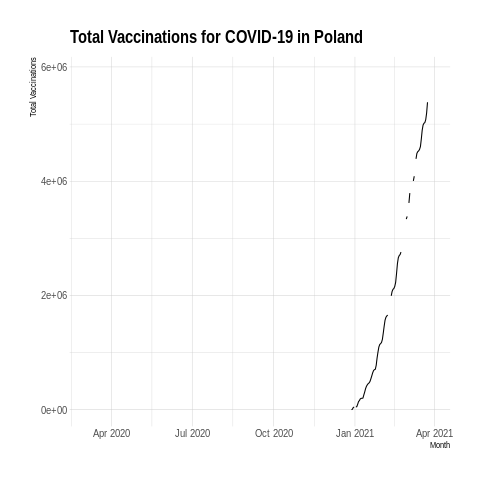 Total Vaccinations for COVID-19 in Poland
Total Vaccinations
6e+06
4e+06
2e+06
0e+00
Apr 2020 Jul 2020 Oct 2020 Jan 2021 Apr 2021
Month